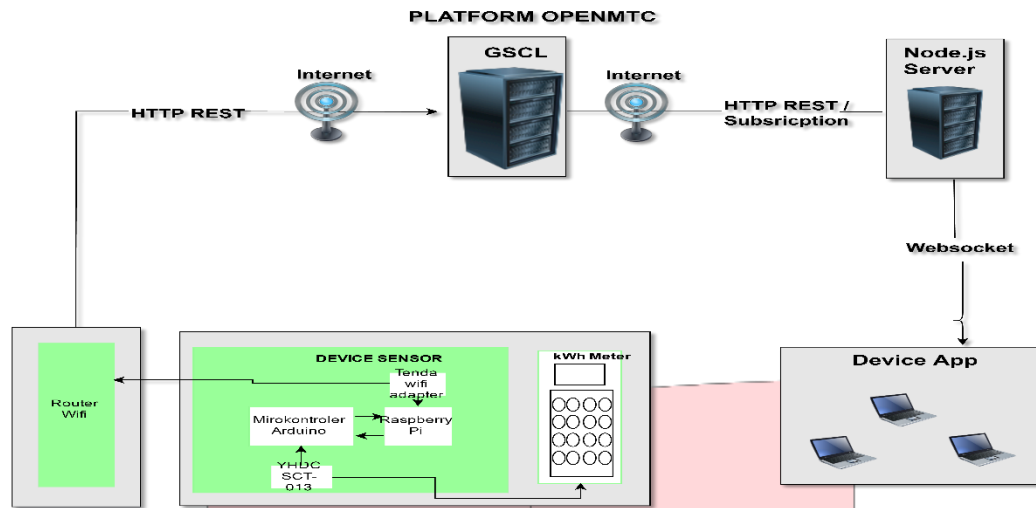 PLATFORM OPENMTC
GSCL
Internet
Internet
Node.js
Server
HTTP REST
HTTP REST /
Subsricption
Websocket
Device App
DEVICE SENSOR
kWh Meter
Tenda
wifi
adapter
Router
Wifi
Mirokontroler
Arduino
Raspberry
Pi
YHDC
SCT-
013